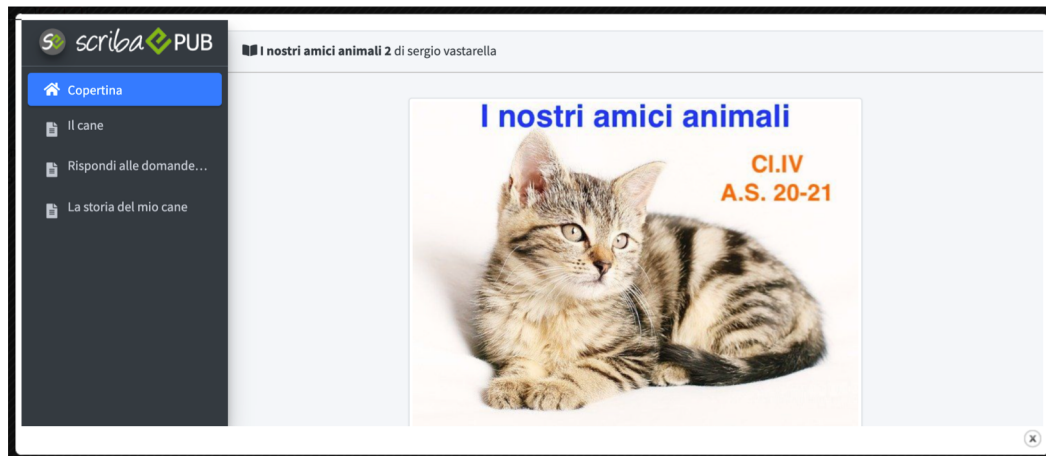 se scriba e PUB
I nostri amici animali 2 di sergio vastarella
Copertina
Il cane
Rispondi alle domande...
La storia del mio cane
I nostri amici animali
Cl.IV
A.S. 20-21
x